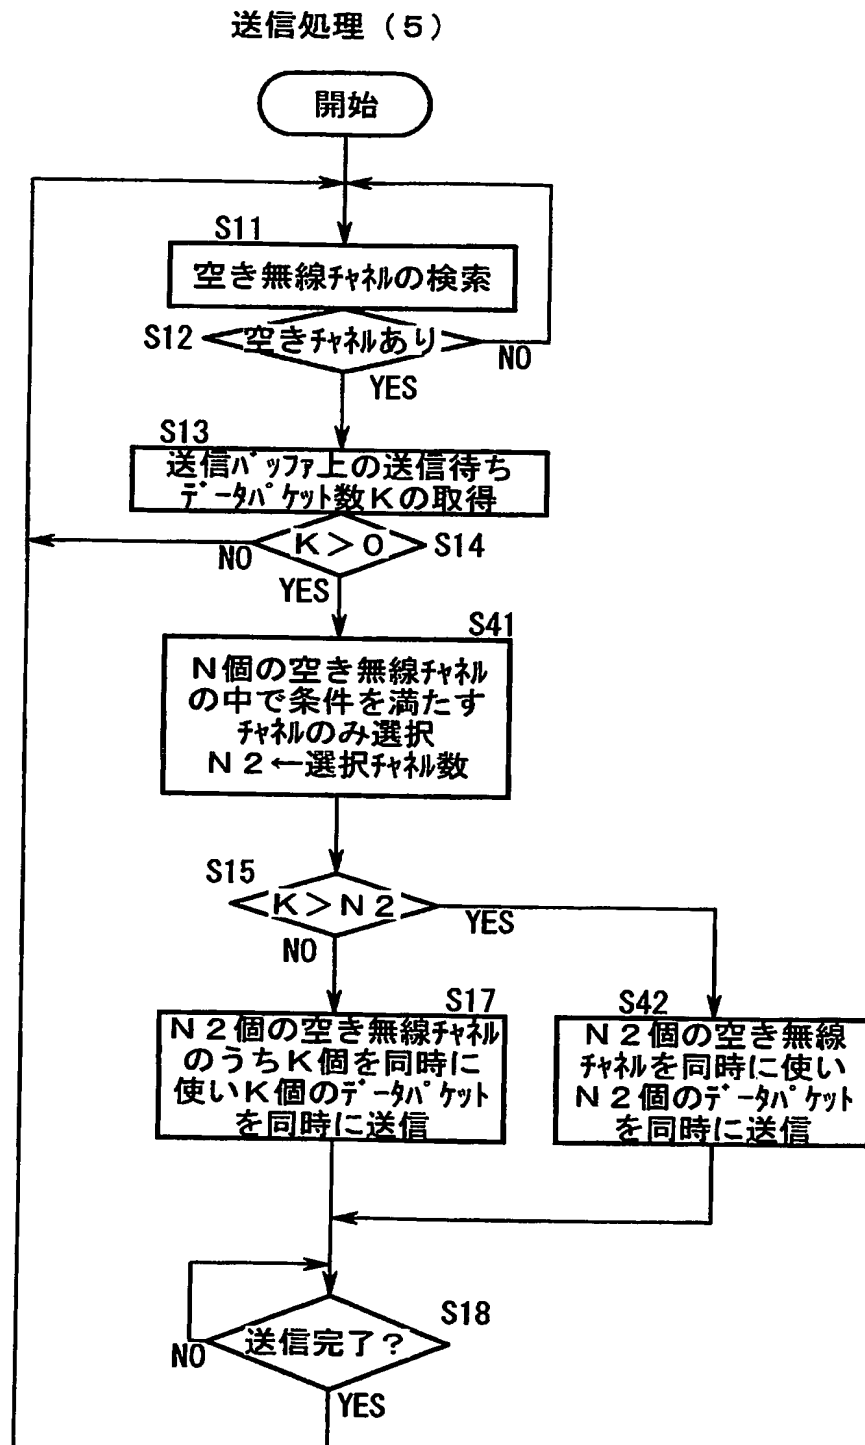 送信処理（５）
開始
S11
空き無線ﾁｬﾈﾙの検索
S12
空きﾁｬﾈﾙあり
NO
YES
S13
送信ﾊﾞｯﾌｧ上の送信待ち
ﾃﾞｰﾀﾊﾟｹｯﾄ数Ｋの取得
Ｋ＞０
S14
NO
YES
S41
Ｎ個の空き無線ﾁｬﾈﾙ
の中で条件を満たす
ﾁｬﾈﾙのみ選択
Ｎ２←選択ﾁｬﾈﾙ数
S15
Ｋ＞Ｎ２
YES
NO
S17
Ｎ２個の空き無線ﾁｬﾈﾙ
のうちＫ個を同時に
使いＫ個のﾃﾞｰﾀﾊﾟｹｯﾄ
を同時に送信
S42
Ｎ２個の空き無線
ﾁｬﾈﾙを同時に使い
Ｎ２個のﾃﾞｰﾀﾊﾟｹｯﾄ
を同時に送信
S18
送信完了？
NO
YES